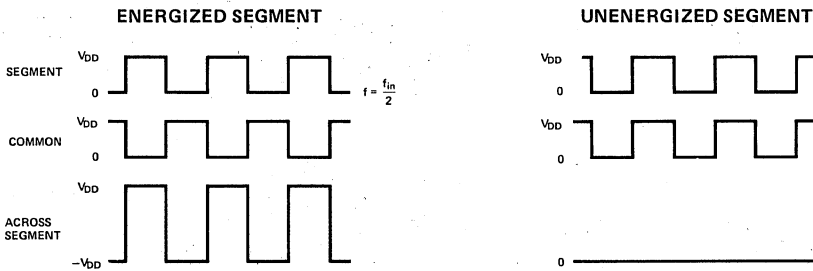 ENERGIZED SEGMENT
UNENERGIZED SEGMENT
SEGMENT
VDD
0
f = fin/2
VDD
0
COMMON
VDD
0
VDD
0
ACROSS
SEGMENT
VDD
−VDD
0